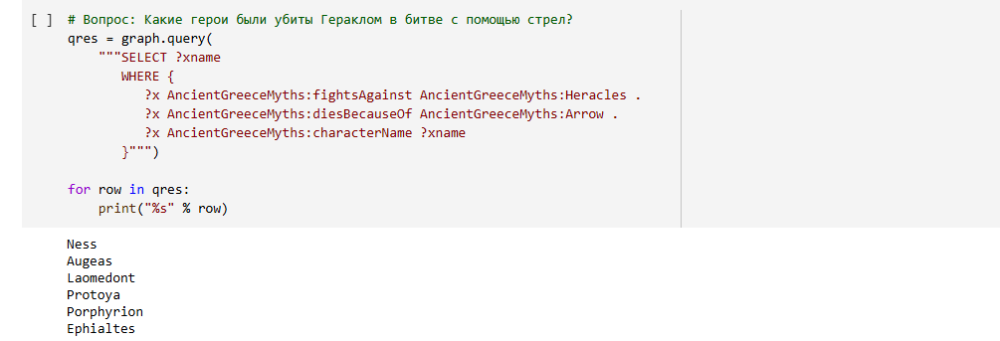 [ ] # Вопрос: Какие герои были убиты Гераклом в битве с помощью стрел?
qres = graph.query(
"""SELECT ?xname
WHERE {
?x AncientGreeceMyths:fightsAgainst AncientGreeceMyths:Heracles .
?x AncientGreeceMyths:diesBecauseOf AncientGreeceMyths:Arrow .
?x AncientGreeceMyths:characterName ?xname
}""")
for row in qres:
print("%s" % row)
Ness
Augeas
Laomedont
Protoya
Porphyrion
Ephialtes